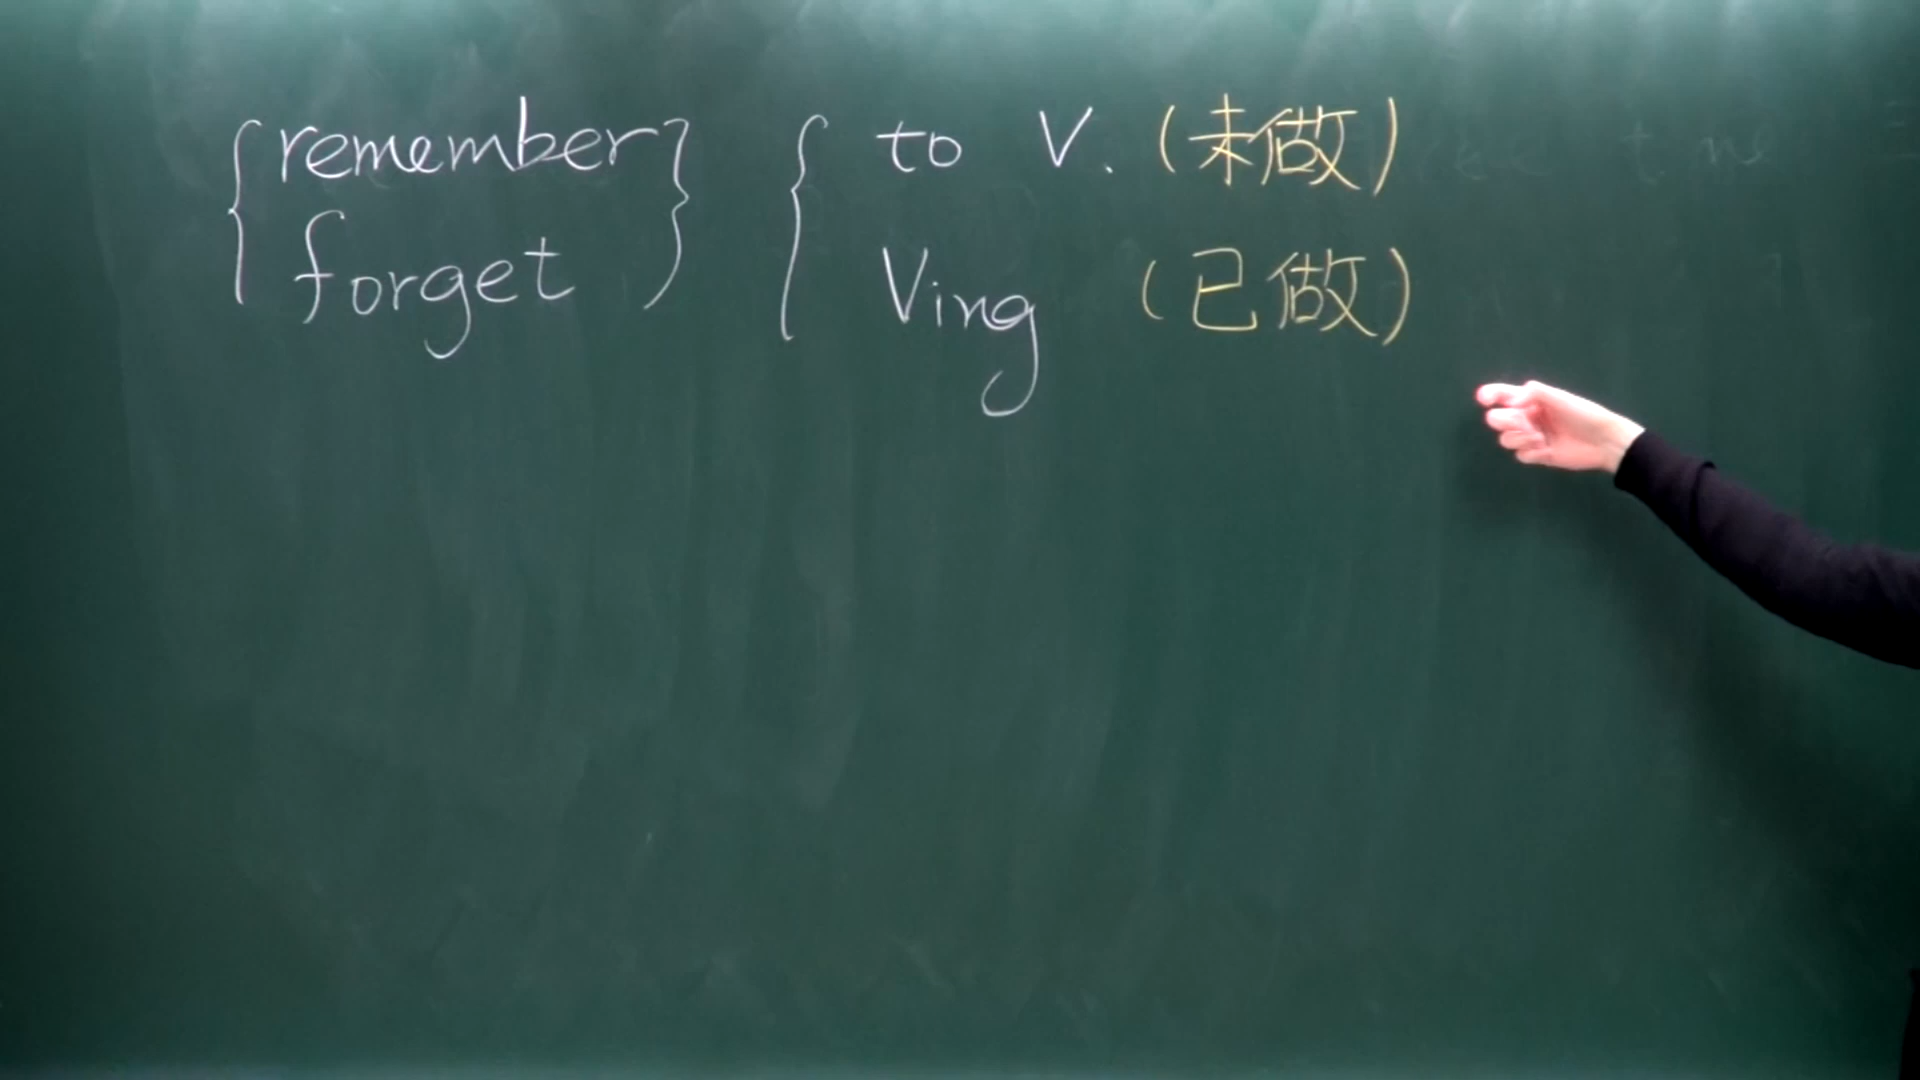 {remember} { to V. (未做)
forget Ving (已做)